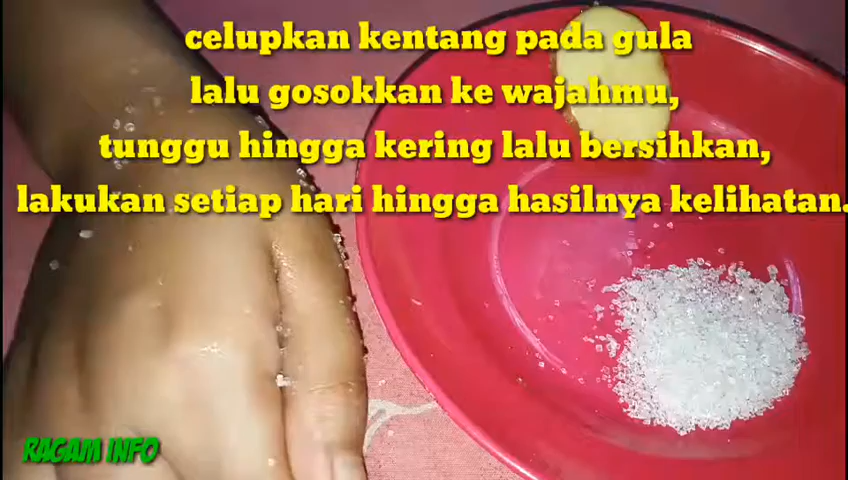 celupkan kentang pada gula
lalu gosokkan ke wajahmu,
tunggu hingga kering lalu bersihkan,
lakukan setiap hari hingga hasilnya kelihatan.
RAGAM INFO